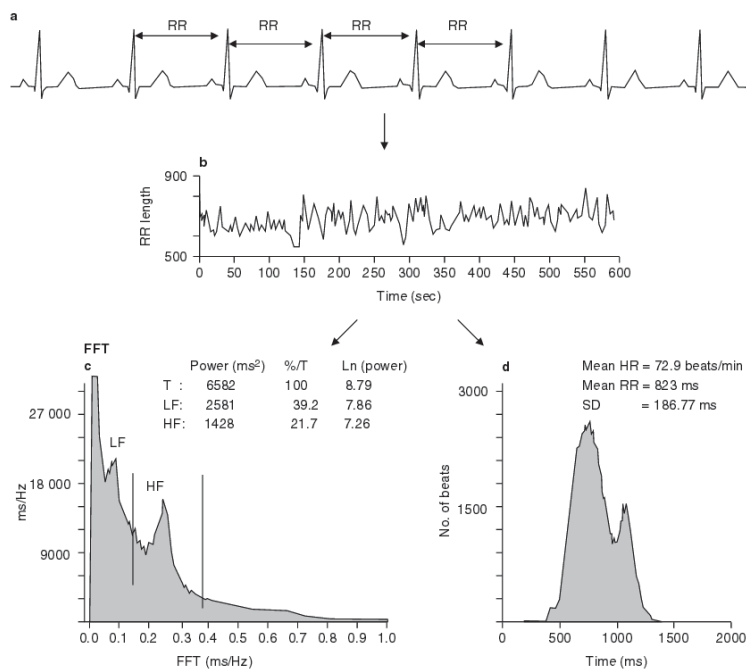 a
RR RR RR RR
b
900
RR length
500
0 50 100 150 200 250 300 350 400 450 500 550 600
Time (sec)
FFT
c
Power (ms²) %/T Ln (power)
T : 6582 100 8.79
LF: 2581 39.2 7.86
HF: 1428 21.7 7.26
27 000
LF
18 000
HF
ms/Hz
9000
0.0 0.1 0.2 0.3 0.4 0.5 0.6 0.7 0.8 0.9 1.0
FFT (ms/Hz)
d
Mean HR = 72.9 beats/min
Mean RR = 823 ms
SD = 186.77 ms
3000
No. of beats
1500
0 500 1000 1500 2000
Time (ms)